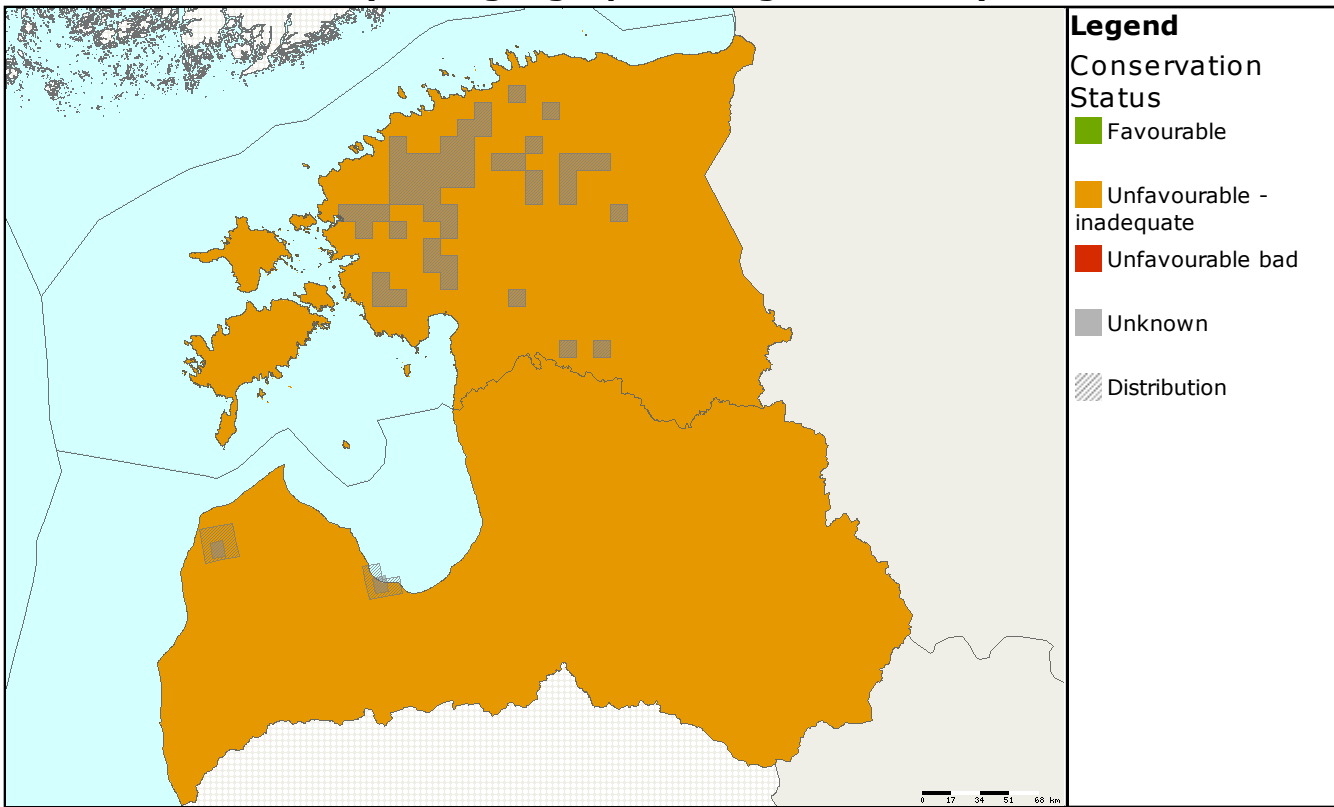 Legend
Conservation
Status
Favourable
Unfavourable -
inadequate
Unfavourable bad
Unknown
Distribution
0 17 34 51 68 km